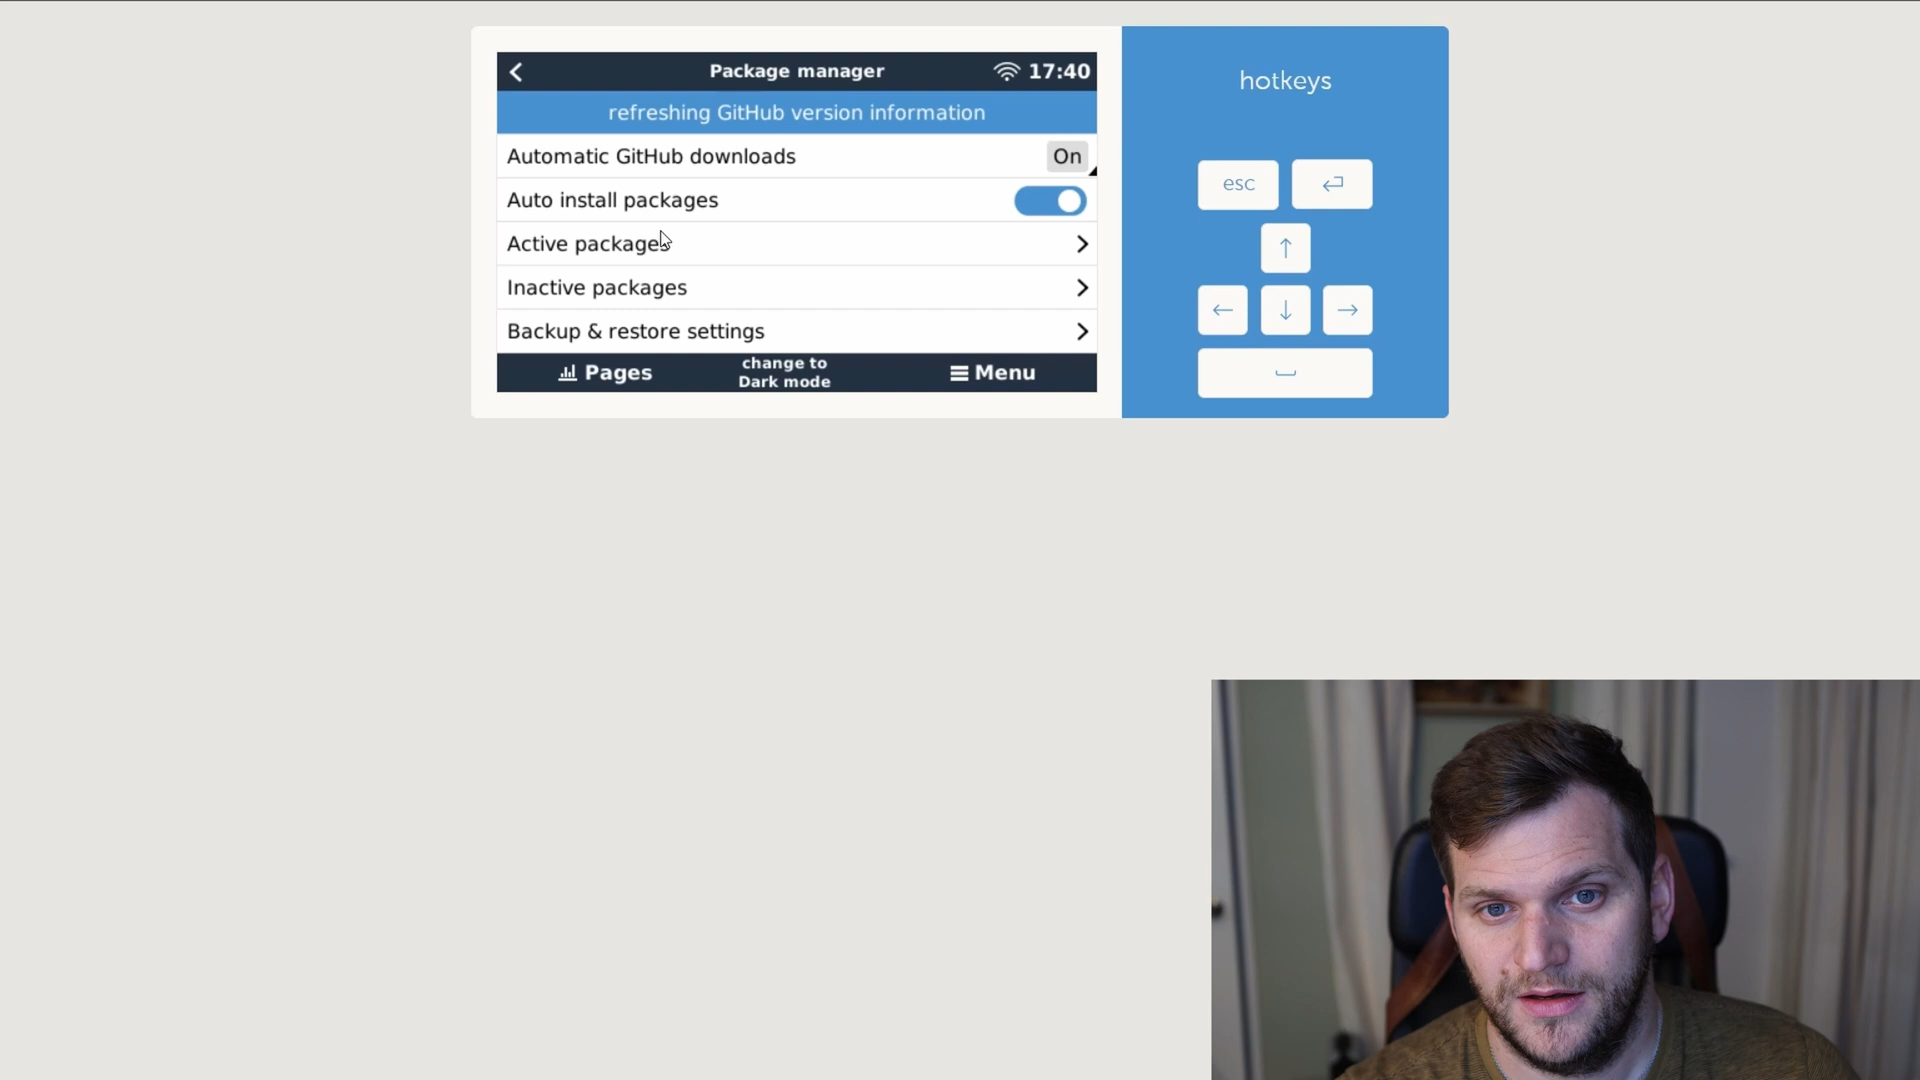 Package manager 17:40
refreshing GitHub version information
Automatic GitHub downloads On
Auto install packages
Active packages
Inactive packages
Backup & restore settings
Pages
change to
Dark mode
Menu
hotkeys
esc